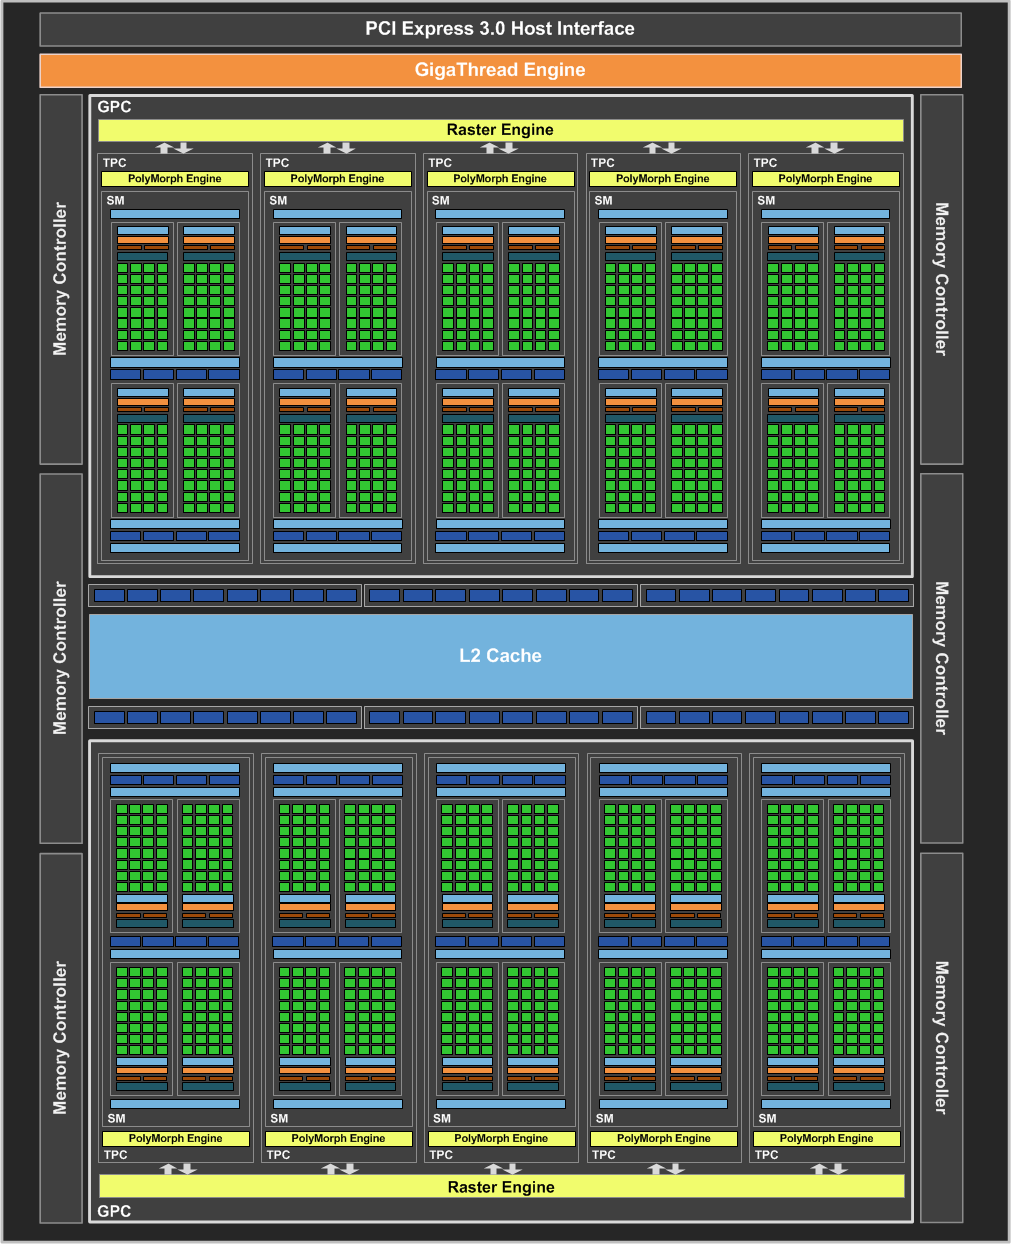 PCI Express 3.0 Host Interface
GigaThread Engine
GPC
Raster Engine
Memory Controller
Memory Controller
TPC
TPC
TPC
TPC
TPC
PolyMorph Engine
PolyMorph Engine
PolyMorph Engine
PolyMorph Engine
PolyMorph Engine
SM
SM
SM
SM
SM
Memory Controller
L2 Cache
Memory Controller
Memory Controller
Memory Controller
SM
SM
SM
SM
SM
PolyMorph Engine
PolyMorph Engine
PolyMorph Engine
PolyMorph Engine
PolyMorph Engine
TPC
TPC
TPC
TPC
TPC
Raster Engine
GPC